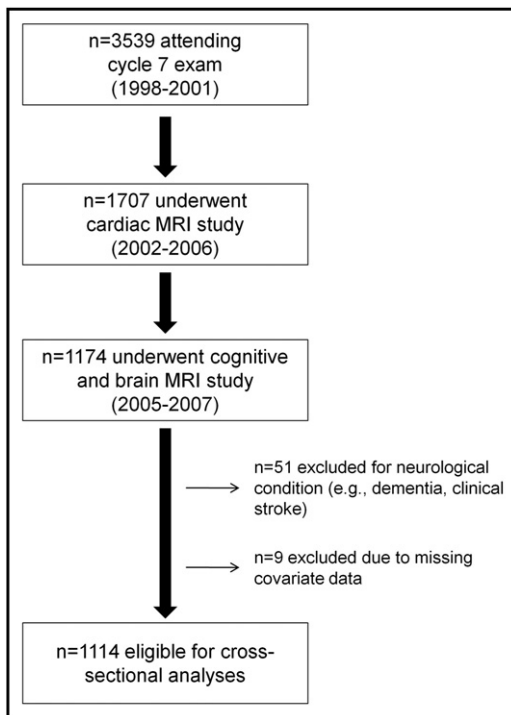 n=3539 attending
cycle 7 exam
(1998-2001)
n=1707 underwent
cardiac MRI study
(2002-2006)
n=1174 underwent cognitive
and brain MRI study
(2005-2007)
n=51 excluded for neurological
condition (e.g., dementia, clinical
stroke)
n=9 excluded due to missing
covariate data
n=1114 eligible for cross-
sectional analyses